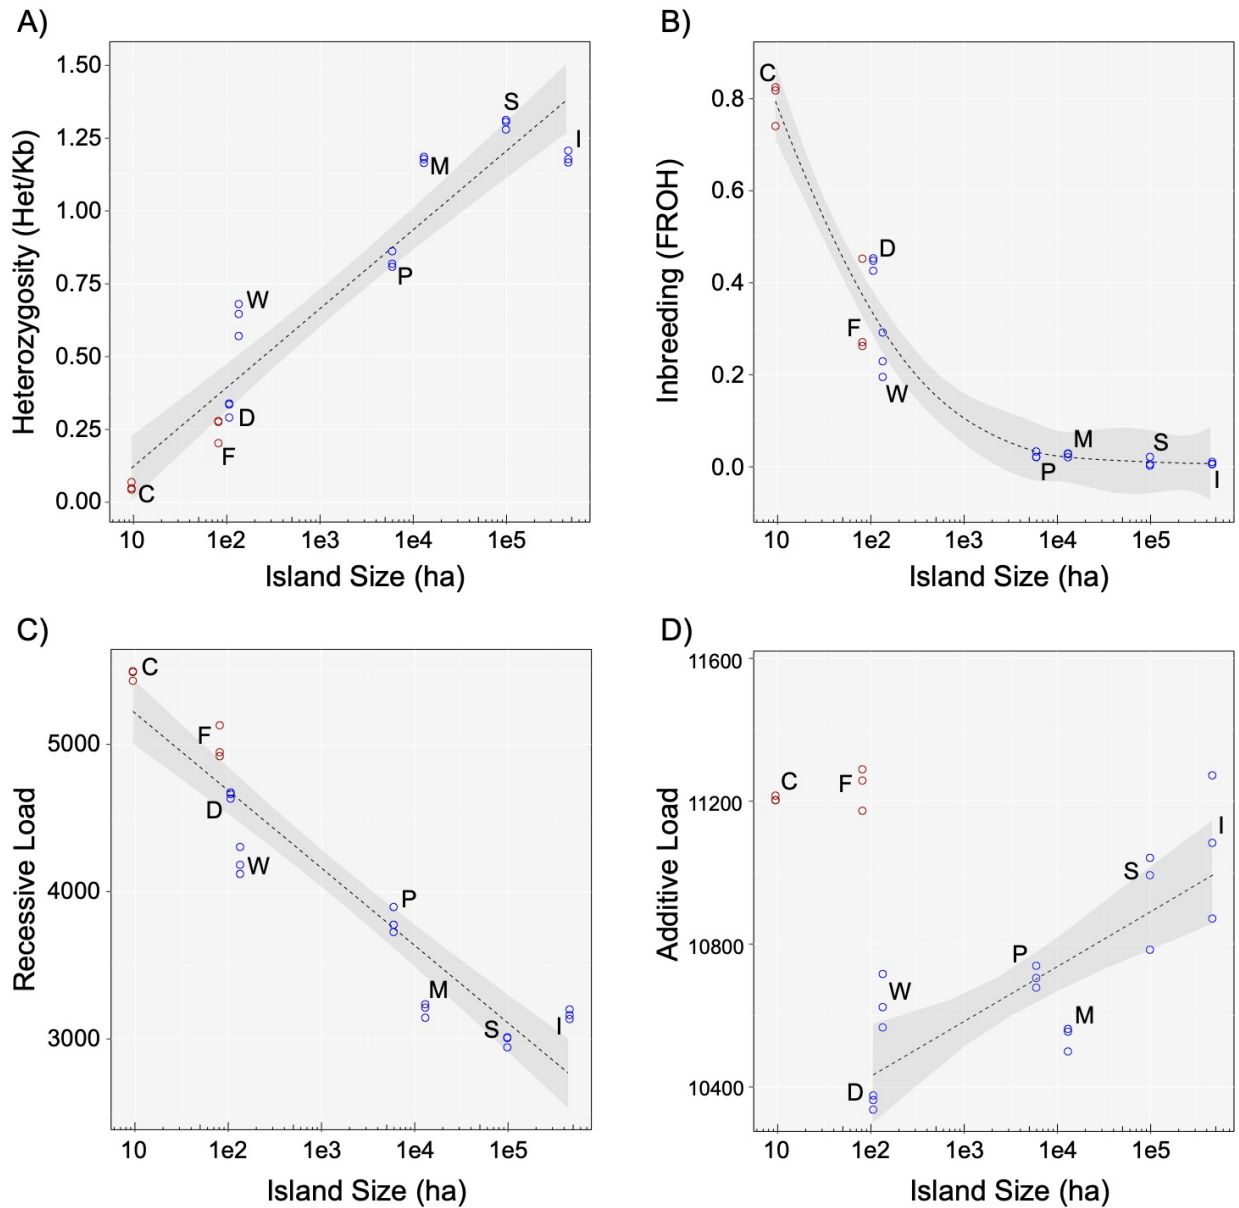 A)
Heterozygosity (Het/Kb)
1.50
1.25
1.00
0.75
0.50
0.25
0.00
C
F
D
W
P
M
S
I
10
1e2
1e3
1e4
1e5
Island Size (ha)
B)
Inbreeding (FROH)
0.8
0.6
0.4
0.2
0.0
C
F
D
W
P
M
S
I
10
1e2
1e3
1e4
1e5
Island Size (ha)
C)
Recessive Load
5000
4000
3000
C
F
D
W
P
M
S
I
10
1e2
1e3
1e4
1e5
Island Size (ha)
D)
Additive Load
11600
11200
10800
10400
C
F
D
W
P
M
S
I
10
1e2
1e3
1e4
1e5
Island Size (ha)